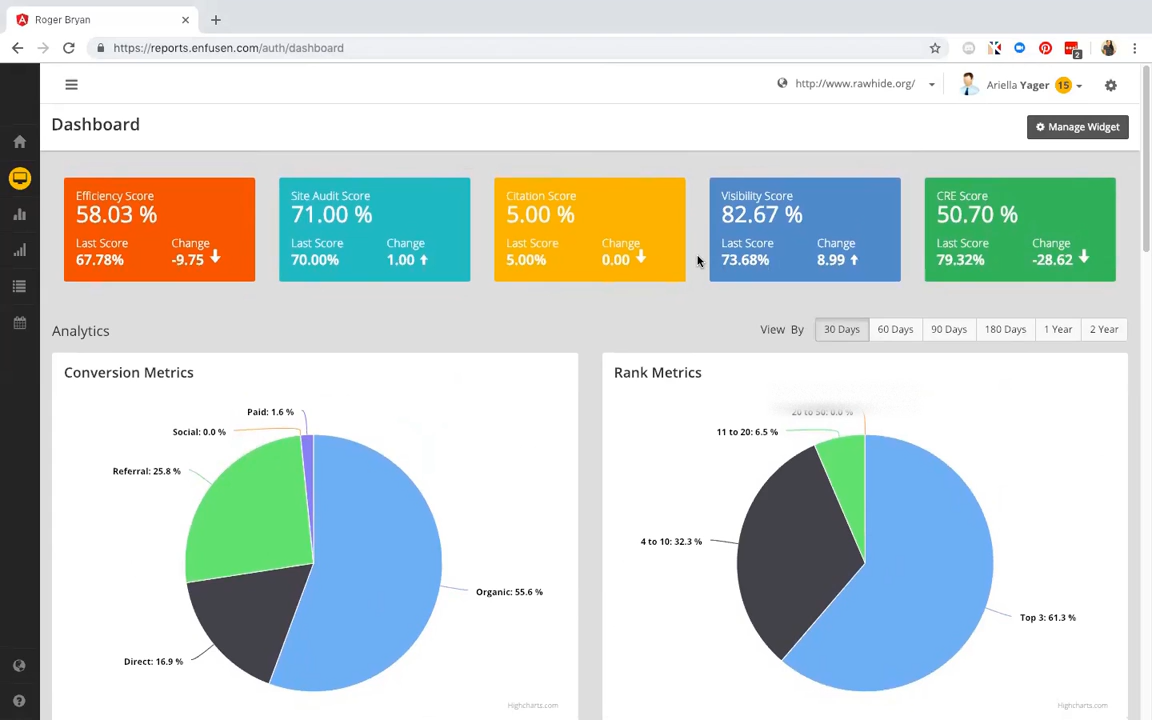 Roger Bryan
https://reports.enfusen.com/auth/dashboard
2
http://www.rawhide.org/
Ariella Yager 15
Dashboard
Manage Widget
Efficiency Score
58.03 %
Last Score Change
67.78% -9.75
Site Audit Score
71.00 %
Last Score Change
70.00% 1.00
Citation Score
5.00 %
Last Score Change
5.00% 0.00
Visibility Score
82.67 %
Last Score Change
73.68% 8.99
CRE Score
50.70 %
Last Score Change
79.32% -28.62
Analytics
View By 30 Days 60 Days 90 Days 180 Days 1 Year 2 Year
Conversion Metrics
Paid: 1.6 %
Social: 0.0 %
Referral: 25.8 %
Organic: 55.6 %
Direct: 16.9 %
Highcharts.com
Rank Metrics
20 to 50: 0.0 %
11 to 20: 6.5 %
4 to 10: 32.3 %
Top 3: 61.3 %
Highcharts.com